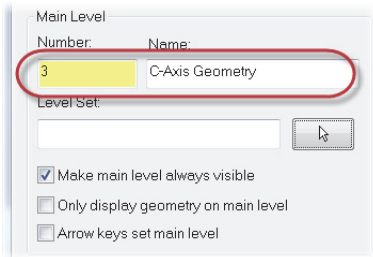 Main Level
Number: Name:
3 C-Axis Geometry
Level Set:
Make main level always visible
Only display geometry on main level
Arrow keys set main level